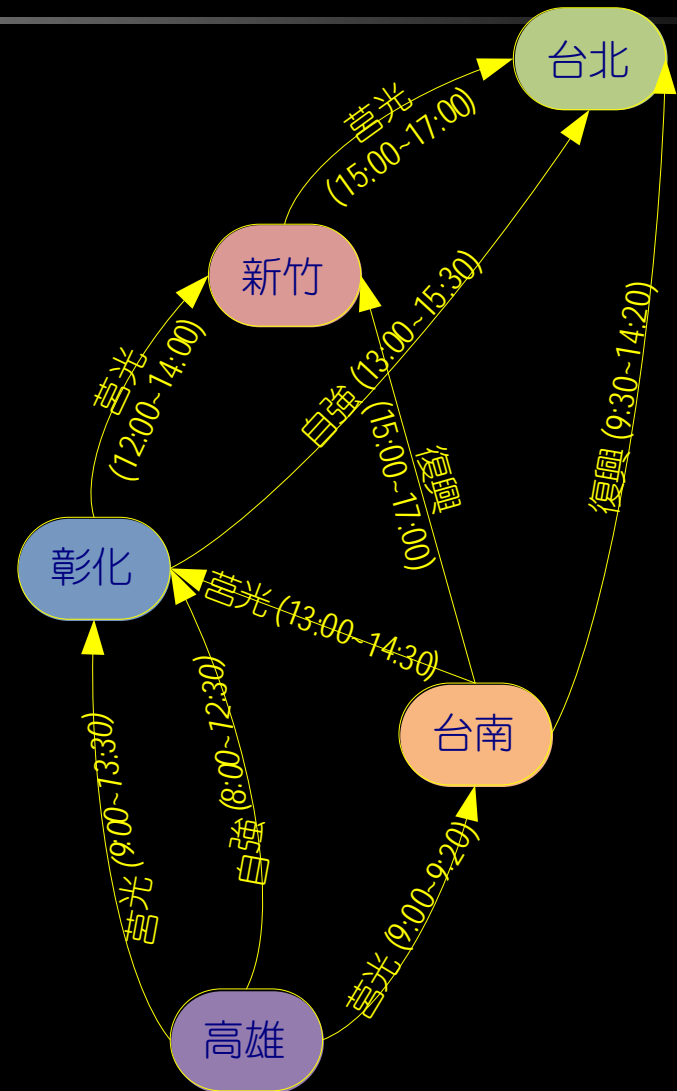 台北
莒光
(15:00~17:00)
新竹
自強 (13:00~15:30)
復興 (9:30~14:20)
莒光
(12:00~14:00)
復興
(15:00~17:00)
彰化
莒光 (13:00~14:30)
自強 (8:00~12:30)
台南
莒光 (9:00~13:30)
莒光 (9:00~9:20)
高雄